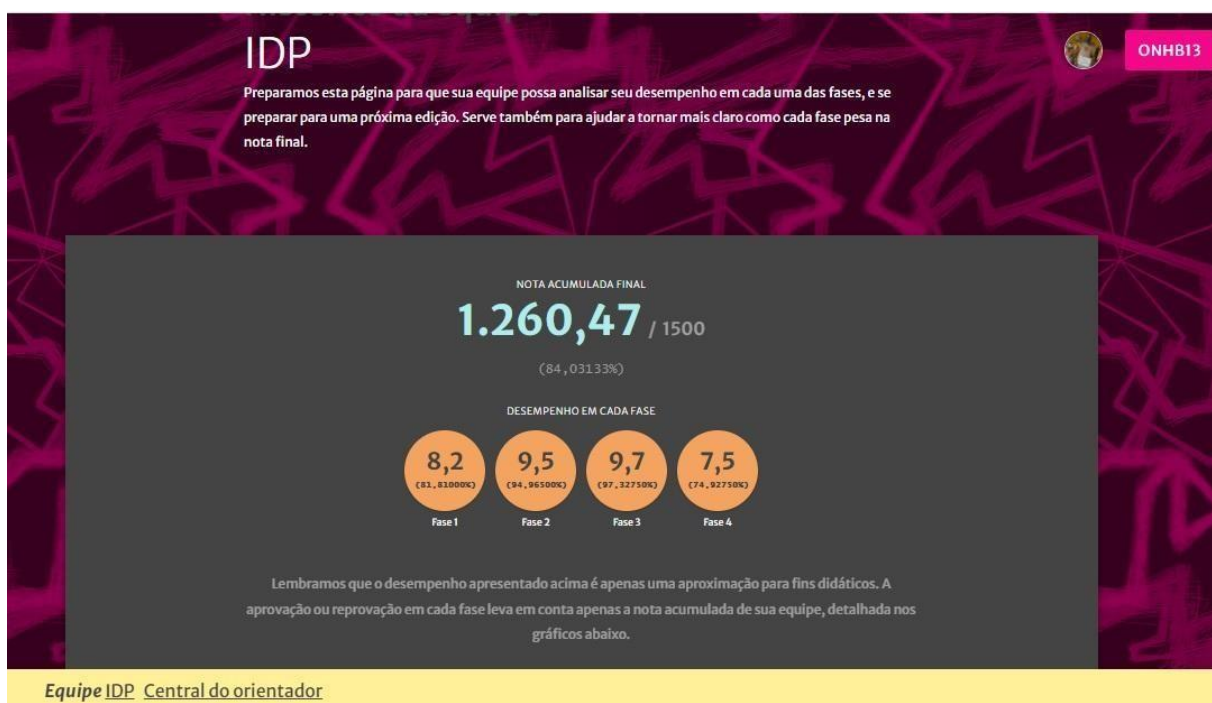 Histórico da equipe
IDP
ONHB13
Preparamos esta página para que sua equipe possa analisar seu desempenho em cada uma das fases, e se
preparar para uma próxima edição. Serve também para ajudar a tornar mais claro como cada fase pesa na
nota final.
NOTA ACUMULADA FINAL
1.260,47 / 1500
(84,03133%)
DESEMPENHO EM CADA FASE
8,2 9,5 9,7 7,5
(81,81000%) (94,96500%) (97,32750%) (74,92750%)
Fase 1 Fase 2 Fase 3 Fase 4
Lembramos que o desempenho apresentado acima é apenas uma aproximação para fins didáticos. A
aprovação ou reprovação em cada fase leva em conta apenas a nota acumulada de sua equipe, detalhada nos
gráficos abaixo.
Equipe IDP Central do orientador